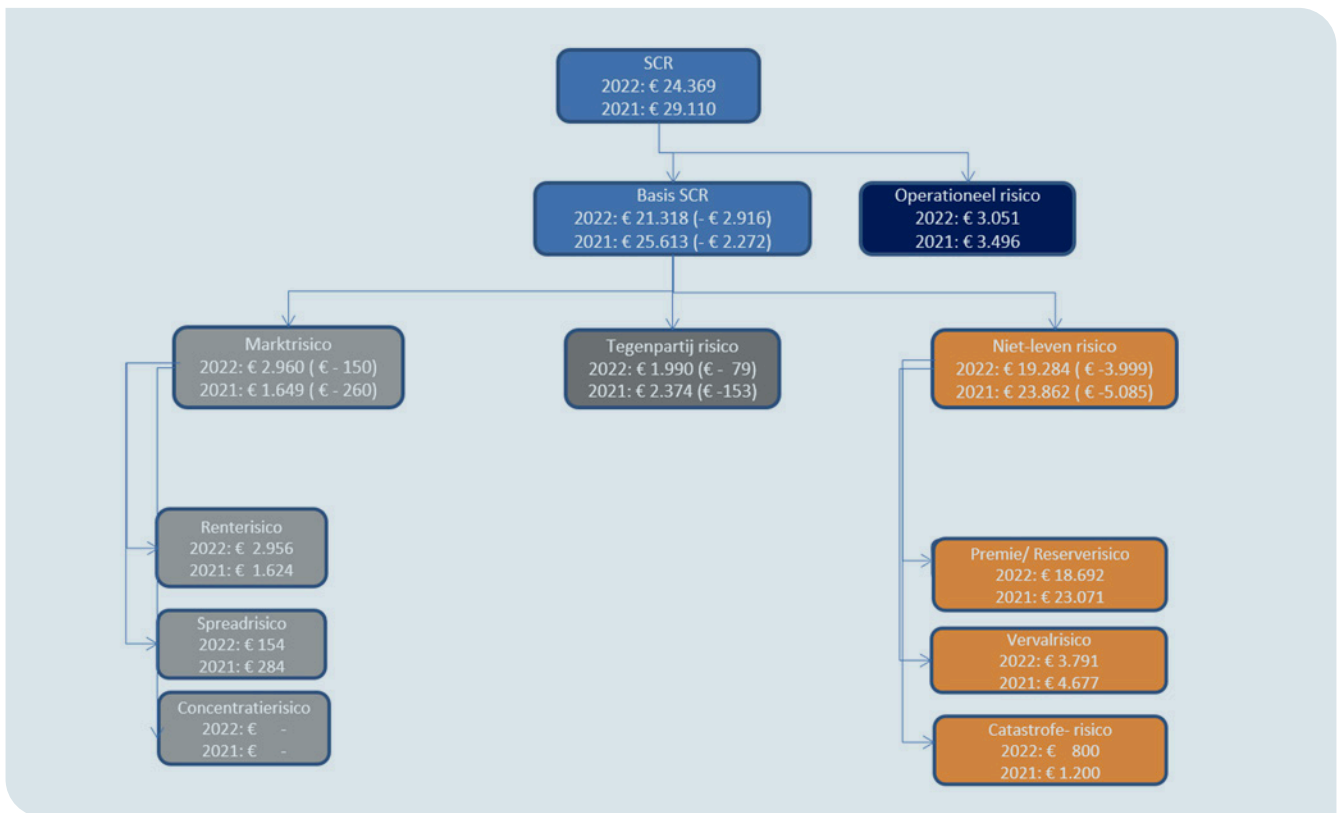 SCR
2022: € 24.369
2021: € 29.110
Basis SCR
2022: € 21.318 (- € 2.916)
2021: € 25.613 (- € 2.272)
Operationeel risico
2022: € 3.051
2021: € 3.496
Marktrisico
2022: € 2.960 ( € - 150)
2021: € 1.649 ( € - 260)
Tegenpartij risico
2022: € 1.990 (€ - 79)
2021: € 2.374 (€ -153)
Niet-leven risico
2022: € 19.284 ( € -3.999)
2021: € 23.862 ( € -5.085)
Renterisico
2022: € 2.956
2021: € 1.624
Spreadrisico
2022: € 154
2021: € 284
Concentratierisico
2022: € -
2021: € -
Premie/ Reserverisico
2022: € 18.692
2021: € 23.071
Vervalrisico
2022: € 3.791
2021: € 4.677
Catastrofe- risico
2022: € 800
2021: € 1.200